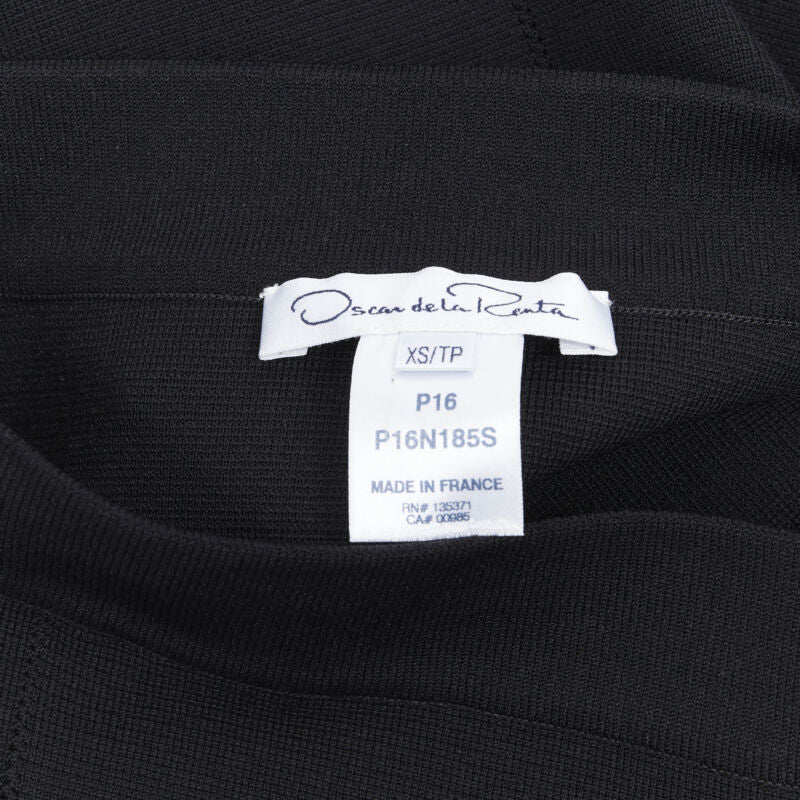 Oscar de la Renta
XS/TP
P16
P16N185S
MADE IN FRANCE
RN# 135371
CA# 00985